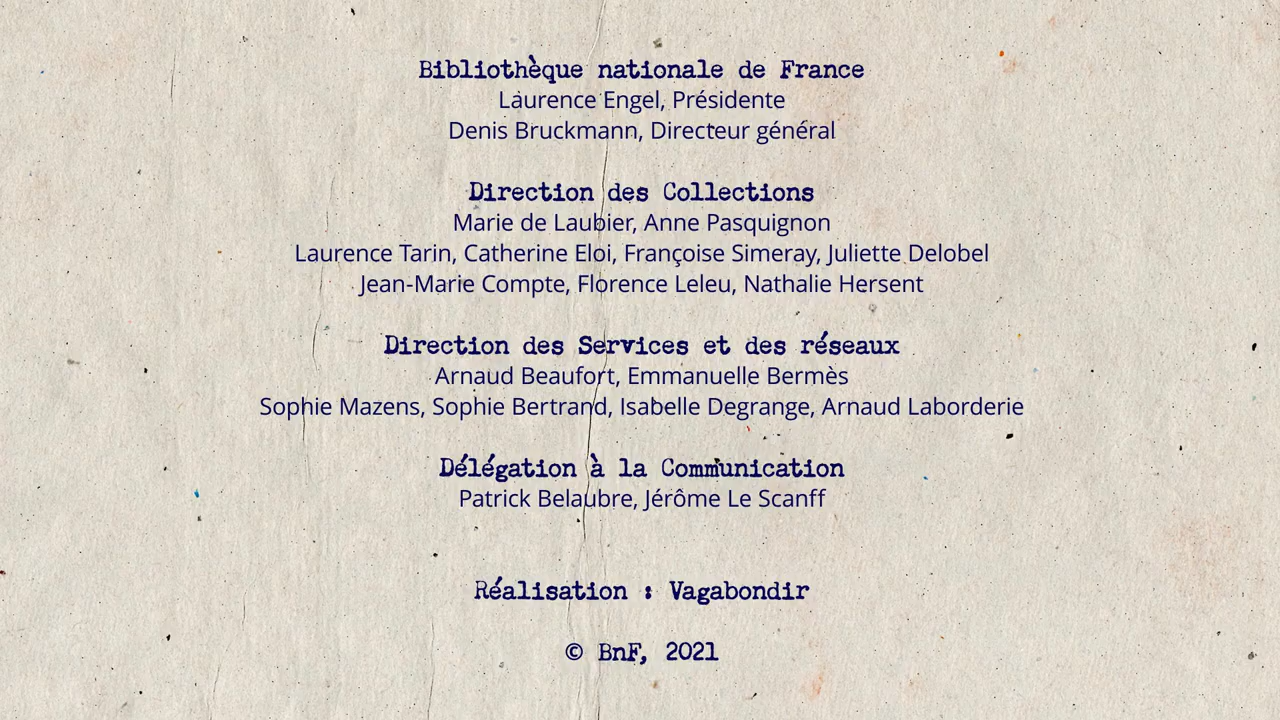 Bibliothèque nationale de France
Laurence Engel, Présidente
Denis Bruckmann, Directeur général
Direction des Collections
Marie de Laubier, Anne Pasquignon
Laurence Tarin, Catherine Eloi, Françoise Simeray, Juliette Delobel
Jean-Marie Compte, Florence Leleu, Nathalie Hersent
Direction des Services et des réseaux
Arnaud Beaufort, Emmanuelle Bermès
Sophie Mazens, Sophie Bertrand, Isabelle Degrange, Arnaud Laborderie
Délégation à la Communication
Patrick Belaubre, Jérôme Le Scanff
Réalisation : Vagabondir
© BnF, 2021